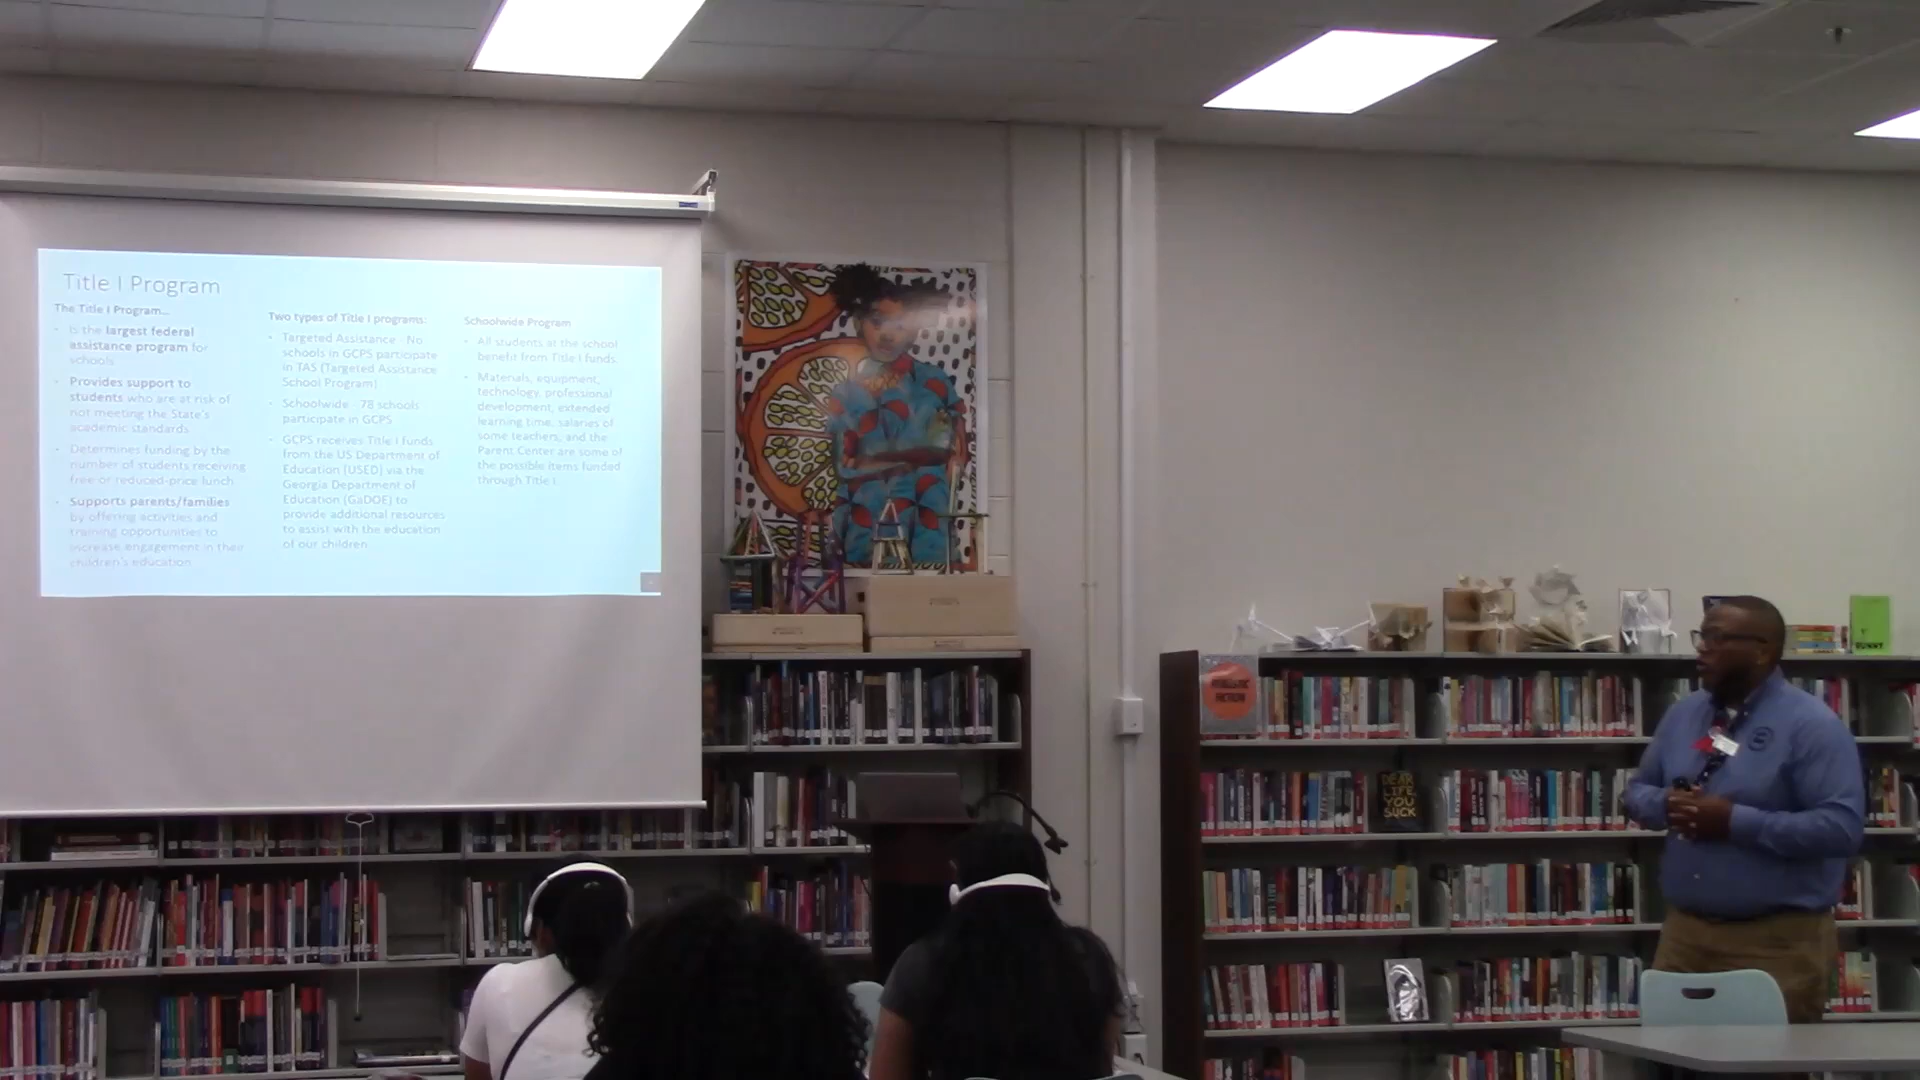 Title I Program
The Title I Program...
Is the largest federal
assistance program for
schools
Provides support to
students who are at risk of
not meeting the State's
academic standards
Determines funding by the
number of students receiving
free or reduced-price lunch
Supports parents/families
by offering activities and
training opportunities to
increase engagement in their
children's education
Two types of Title I programs:
Targeted Assistance - No
schools in GCPS participate
in TAS (Targeted Assistance
School Program)
Schoolwide - 78 schools
participate in GCPS
GCPS receives Title I funds
from the US Department of
Education (USED) via the
Georgia Department of
Education (GaDOE) to
provide additional resources
to assist with the education
of our children
Schoolwide Program
All students at the school
benefit from Title I funds.
Materials, equipment,
technology, professional
development, extended
learning time, salaries of
some teachers, and the
Parent Center are some of
the possible items funded
through Title I
REALISTIC
FICTION
DEAR
LIFE
YOU
SUCK